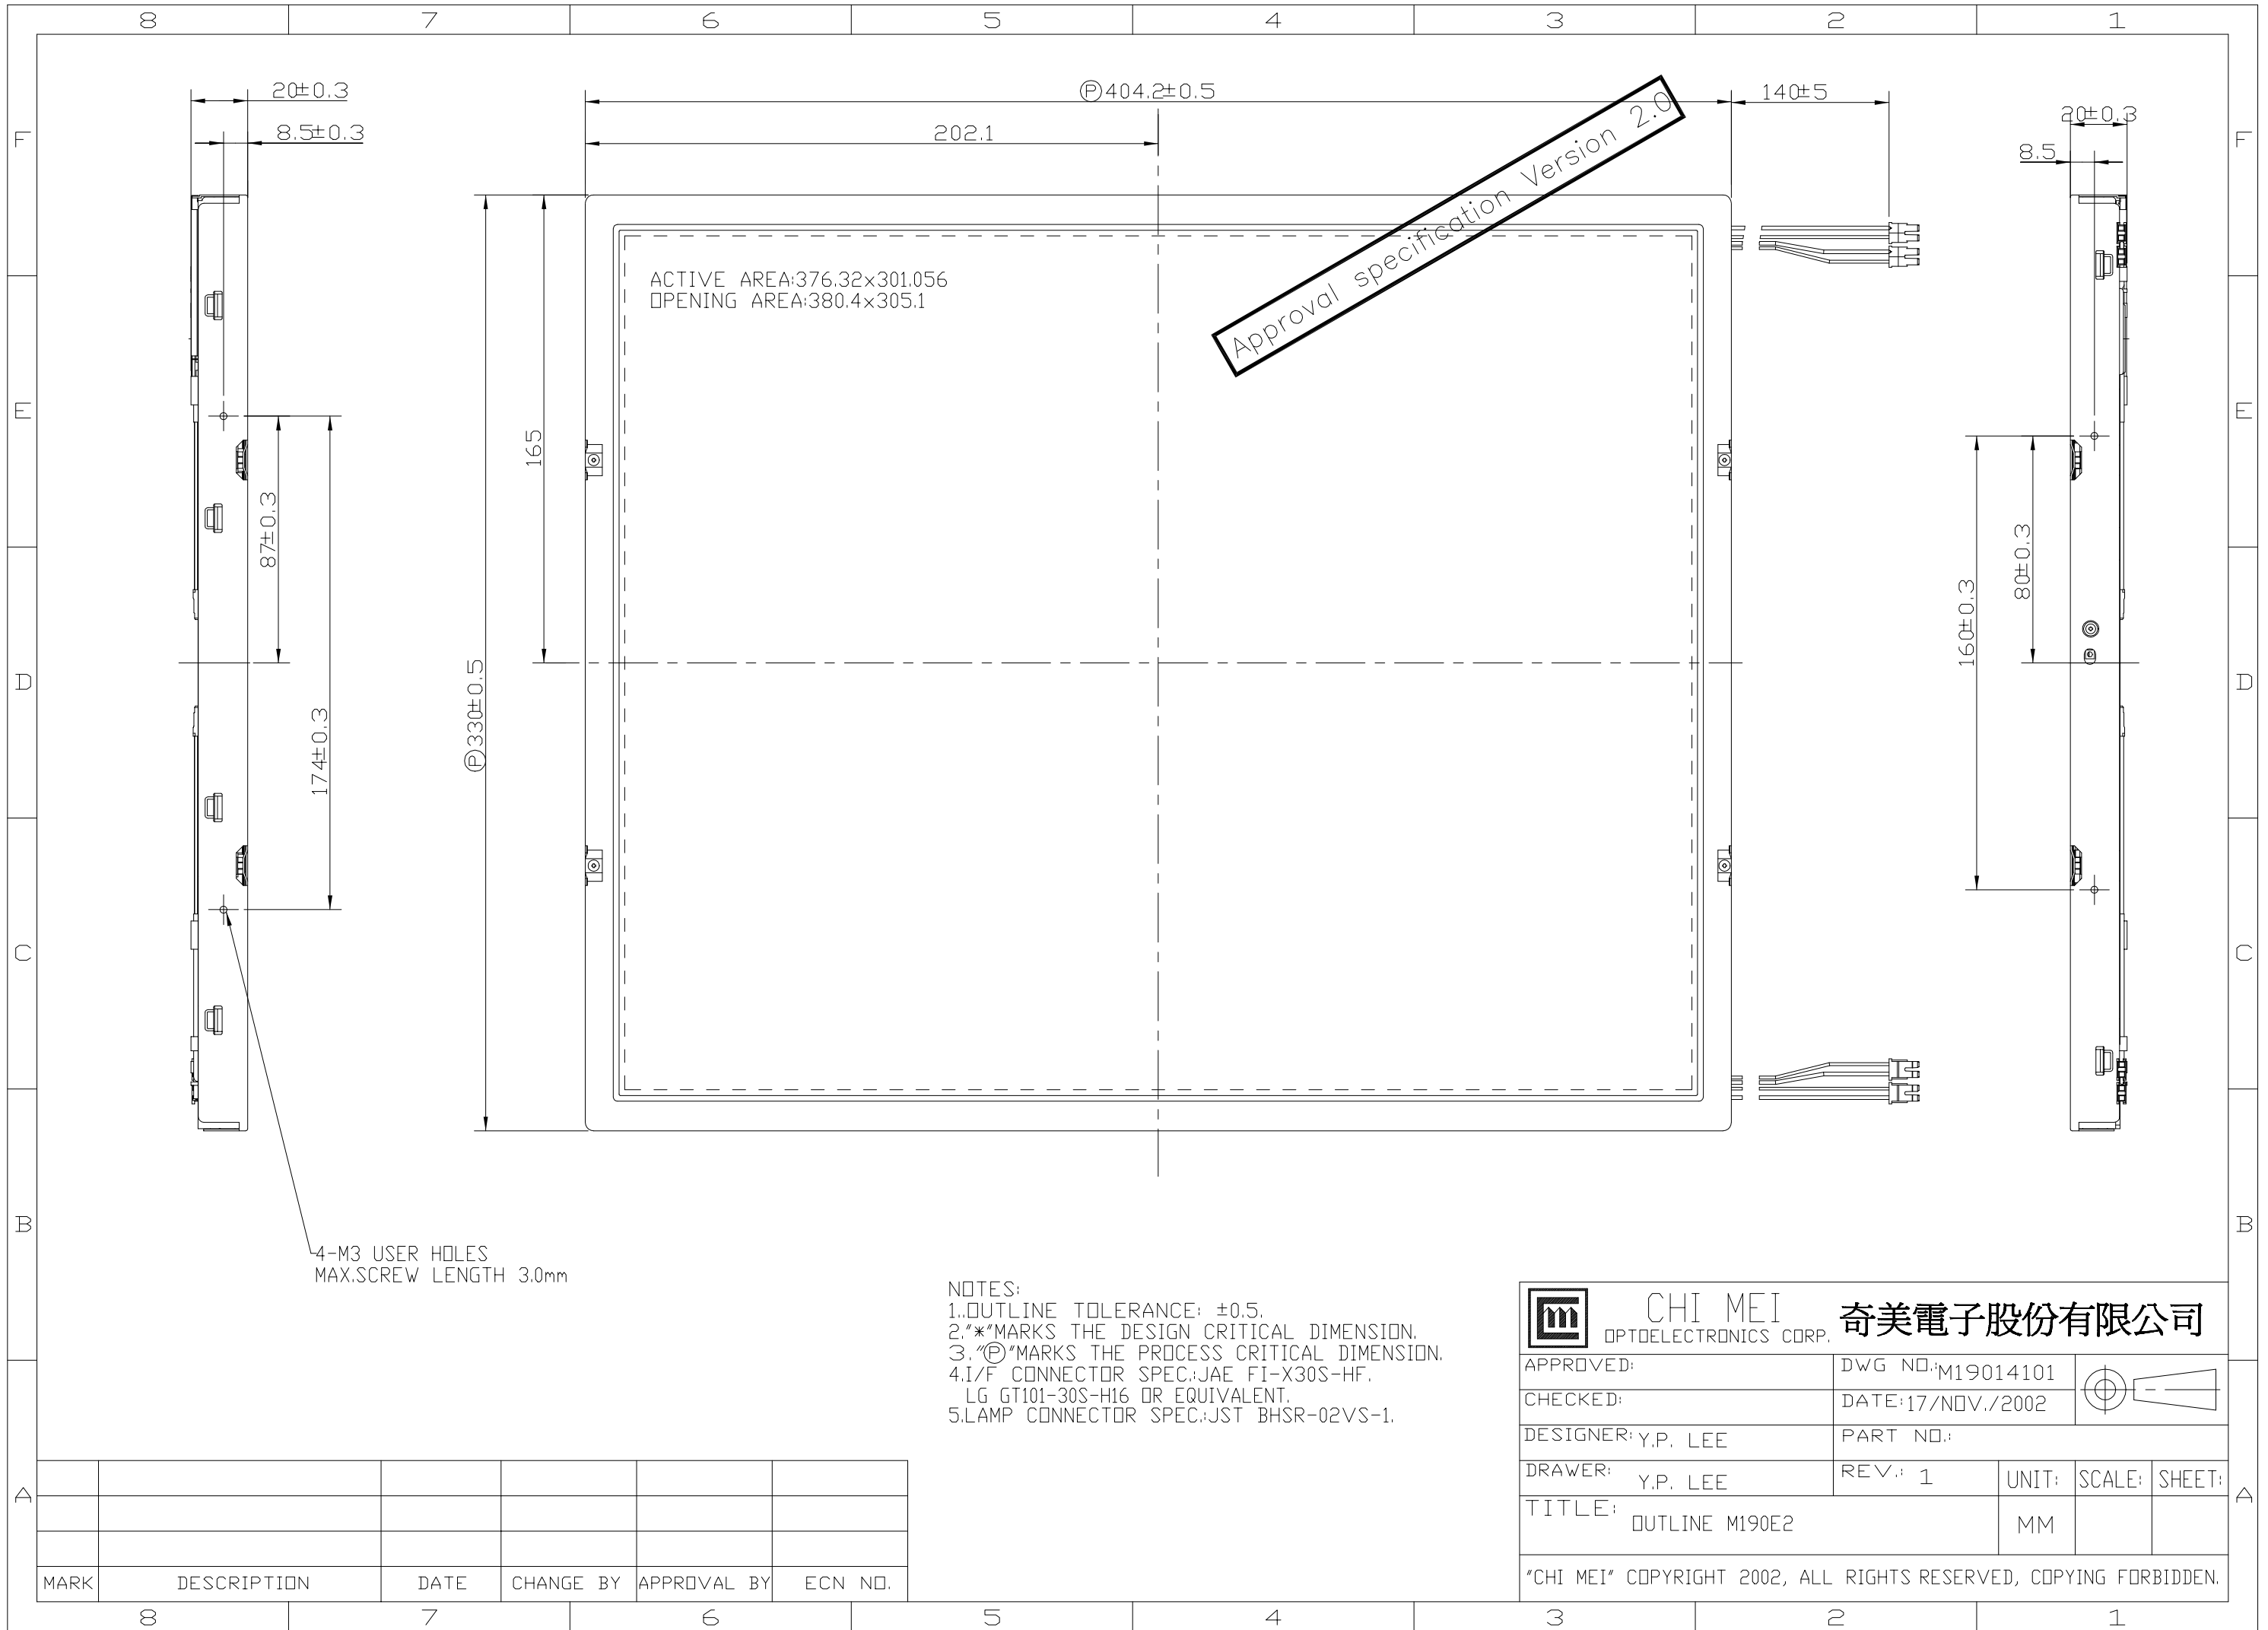 8 7 6 5 4 3 2 1
F
E
D
C
B
A
F
E
D
C
B
A
20±0.3
8.5±0.3
87±0.3
174±0.3
4-M3 USER HOLES
MAX.SCREW LENGTH 3.0mm
Ⓟ404.2±0.5
202.1
140±5
Ⓟ330±0.5
165
ACTIVE AREA:376.32x301.056
OPENING AREA:380.4x305.1
Approval specification Version 2.0
20±0.3
8.5
160±0.3
80±0.3
NOTES:
1..OUTLINE TOLERANCE: ±0.5.
2."*"MARKS THE DESIGN CRITICAL DIMENSION.
3."Ⓟ"MARKS THE PROCESS CRITICAL DIMENSION.
4.I/F CONNECTOR SPEC.:JAE FI-X30S-HF.
LG GT101-30S-H16 OR EQUIVALENT.
5.LAMP CONNECTOR SPEC.:JST BHSR-02VS-1.
CHI MEI
OPTOELECTRONICS CORP.
奇美電子股份有限公司
APPROVED:
DWG NO.:M19014101
CHECKED:
DATE:17/NOV./2002
DESIGNER: Y.P. LEE
PART NO.:
DRAWER: Y.P. LEE
REV.: 1
UNIT: SCALE: SHEET:
TITLE: OUTLINE M190E2
MM
"CHI MEI" COPYRIGHT 2002, ALL RIGHTS RESERVED, COPYING FORBIDDEN.
MARK DESCRIPTION DATE CHANGE BY APPROVAL BY ECN NO.
8 7 6 5 4 3 2 1